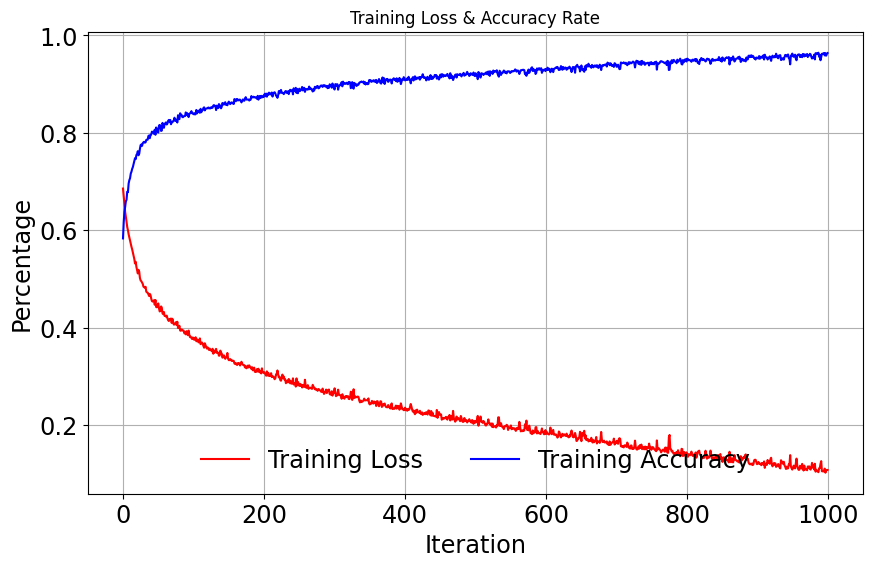 Training Loss & Accuracy Rate
1.0
0.8
0.6
0.4
0.2
Percentage
Training Loss Training Accuracy
0 200 400 600 800 1000
Iteration